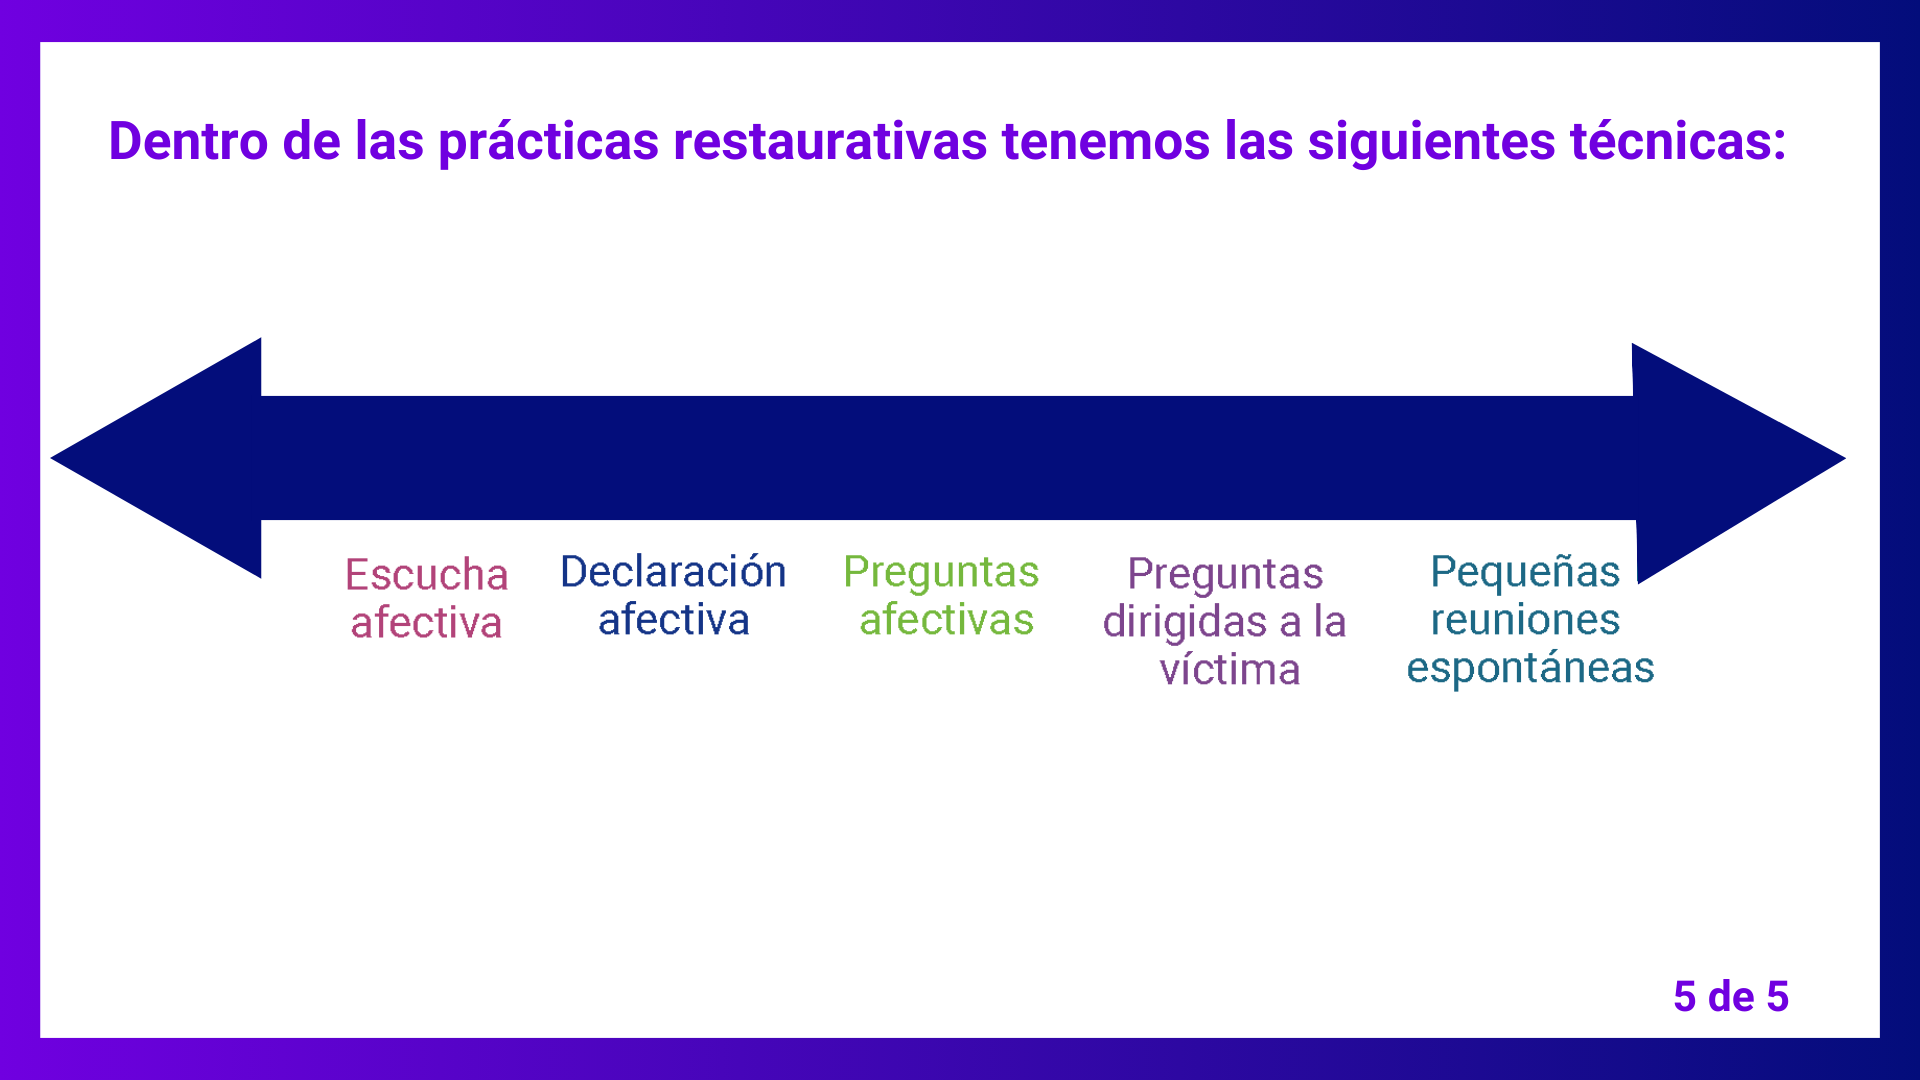 Dentro de las prácticas restaurativas tenemos las siguientes técnicas:
Escucha
afectiva
Declaración
afectiva
Preguntas
afectivas
Preguntas
dirigidas a la
víctima
Pequeñas
reuniones
espontáneas
5 de 5